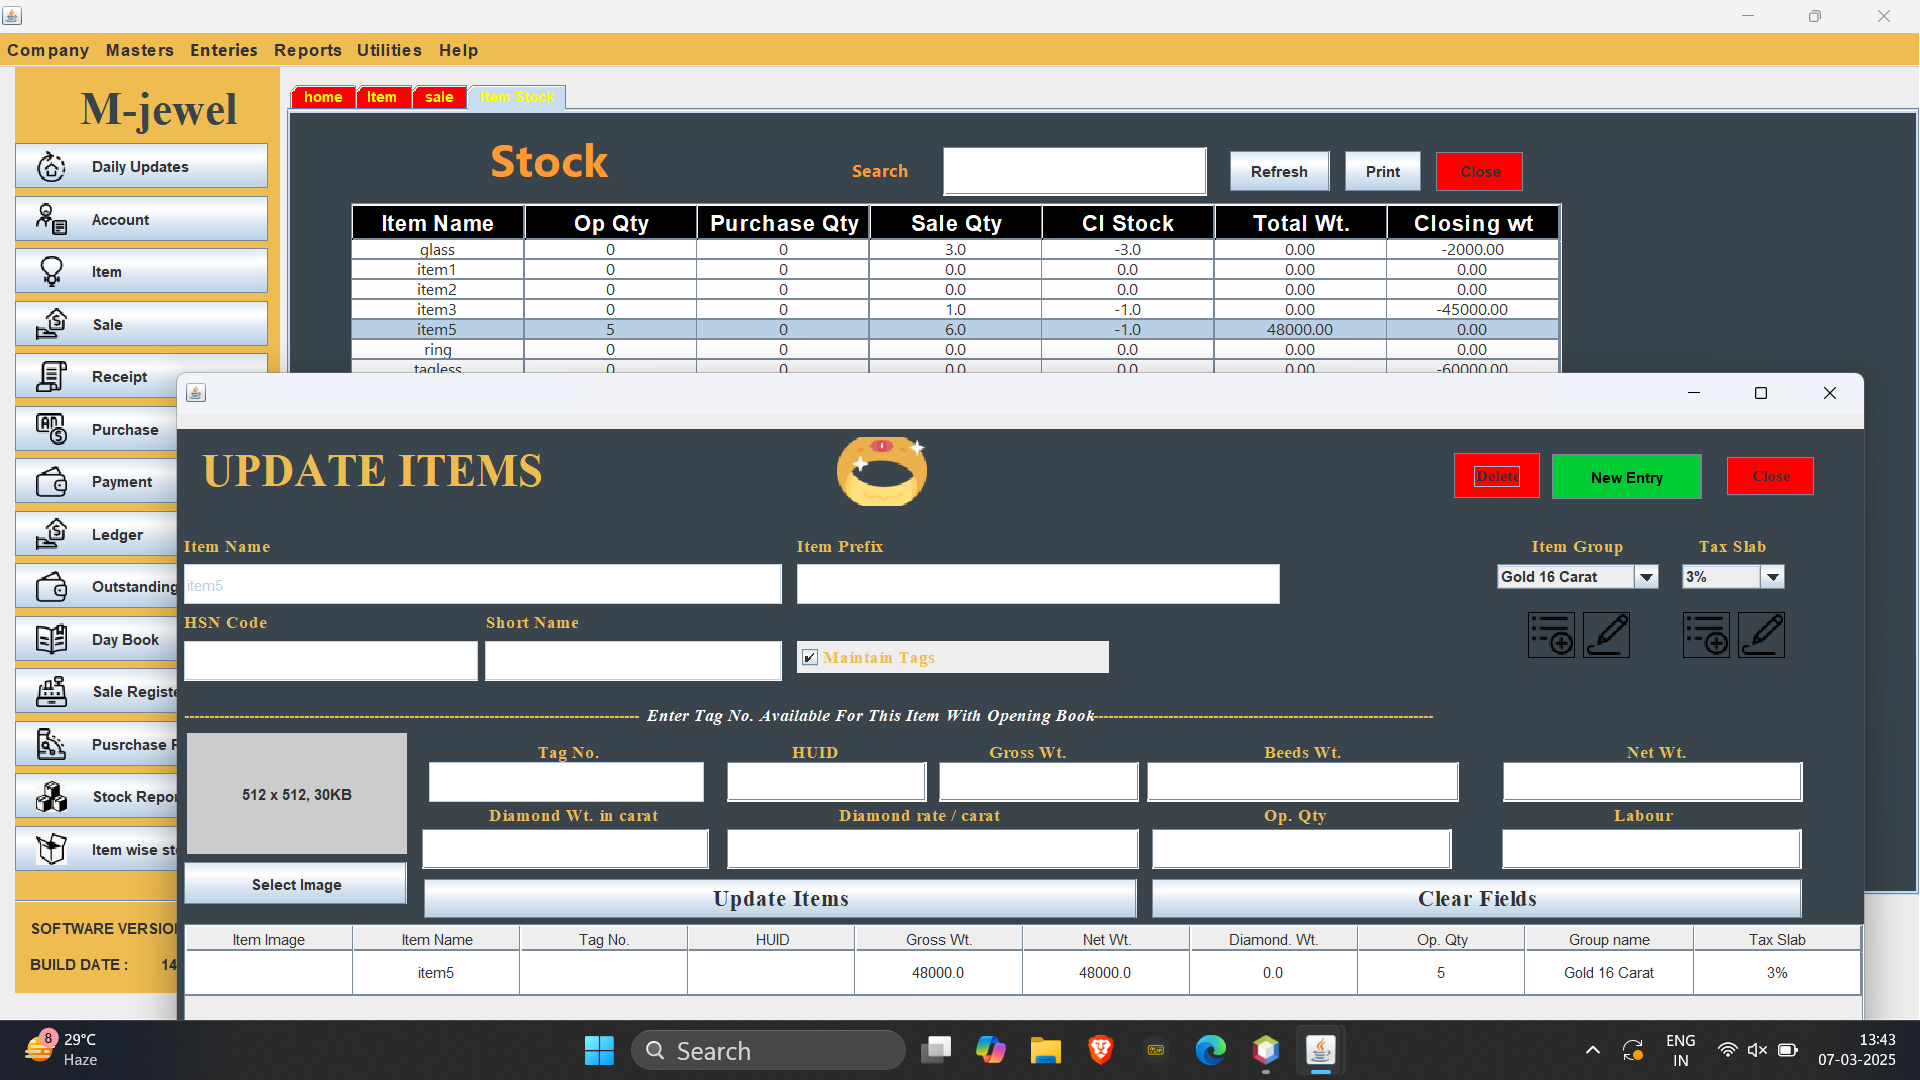 Company Masters Enteries Reports Utilities Help
M-jewel
Daily Updates
Account
Item
Sale
Receipt
Purchase
Payment
Ledger
Outstanding
Day Book
Sale Registe
Pusrchase R
Stock Repor
Item wise sto
SOFTWARE VERSION
BUILD DATE : 14
home Item sale Item Stock
Stock Search Refresh Print Close
Item Name Op Qty Purchase Qty Sale Qty Cl Stock Total Wt. Closing wt
glass 0 0 3.0 -3.0 0.00 -2000.00
item1 0 0 0.0 0.0 0.00 0.00
item2 0 0 0.0 0.0 0.00 0.00
item3 0 0 1.0 -1.0 0.00 -45000.00
item5 5 0 6.0 -1.0 48000.00 0.00
ring 0 0 0.0 0.0 0.00 0.00
tagless 0 0 0.0 0.0 0.00 -60000.00
UPDATE ITEMS Delete New Entry Close
Item Name Item Prefix Item Group Tax Slab
item5 Gold 16 Carat 3%
HSN Code Short Name
Maintain Tags
Enter Tag No. Available For This Item With Opening Book
Tag No. HUID Gross Wt. Beeds Wt. Net Wt.
512 x 512, 30KB
Diamond Wt. in carat Diamond rate / carat Op. Qty Labour
Select Image Update Items Clear Fields
Item Image Item Name Tag No. HUID Gross Wt. Net Wt. Diamond. Wt. Op. Qty Group name Tax Slab
item5 48000.0 48000.0 0.0 5 Gold 16 Carat 3%
8 29°C
Haze
Search
ENG
IN
13:43
07-03-2025